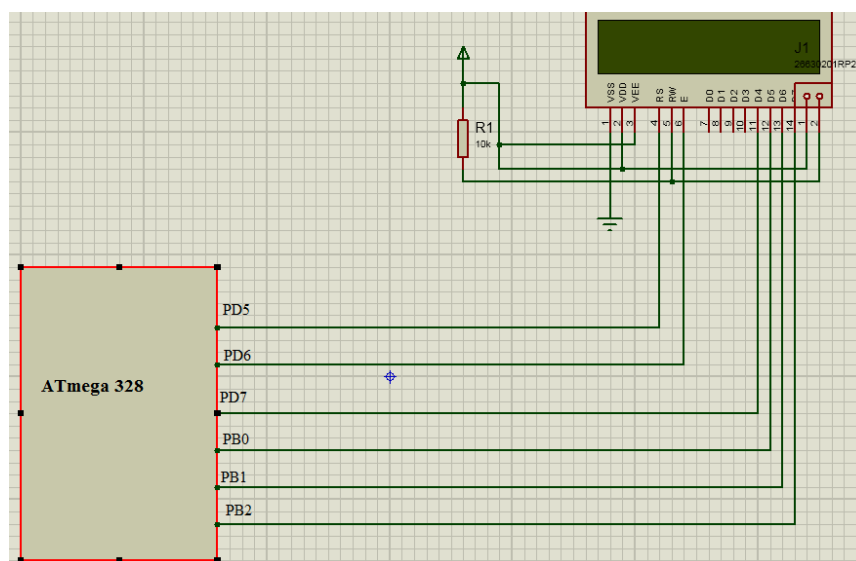 J1
26630201RP2
VSS
VDD
VEE
RS
RW
E
D0
D1
D2
D3
D4
D5
D6
1
2
3
4
5
6
7
8
9
10
11
12
13
14
1
2
R1
10k
PD5
PD6
ATmega 328
PD7
PB0
PB1
PB2